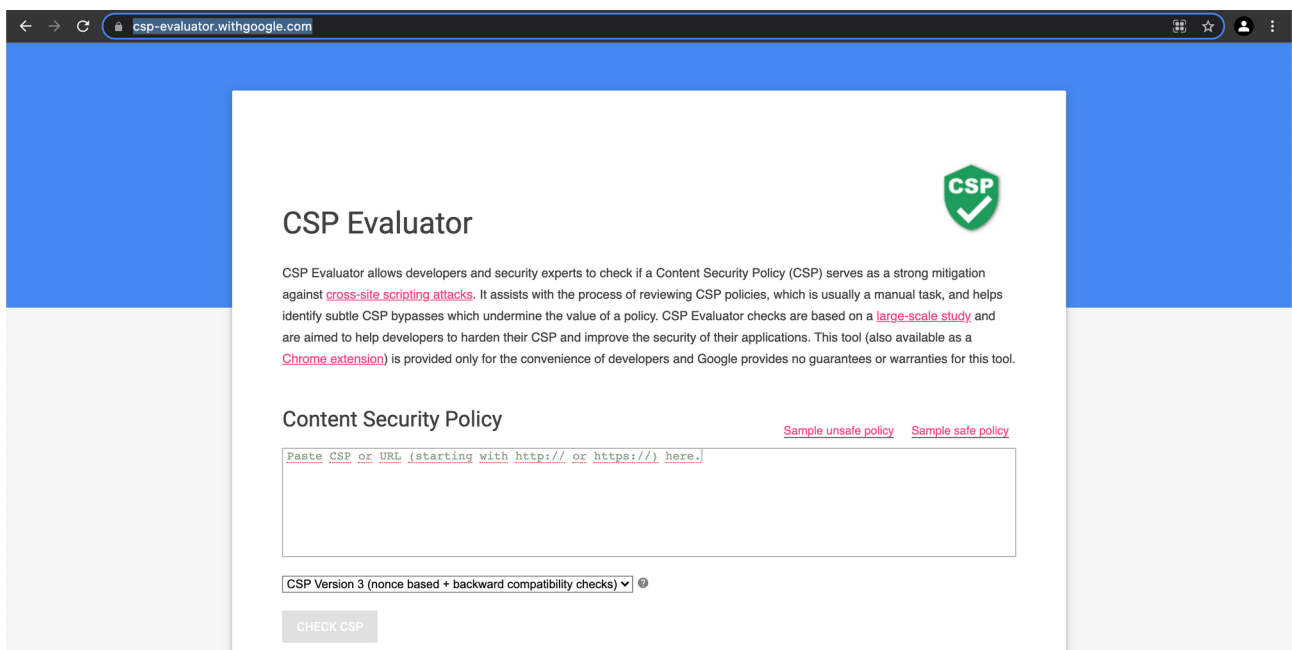 csp-evaluator.withgoogle.com
CSP
CSP Evaluator
CSP Evaluator allows developers and security experts to check if a Content Security Policy (CSP) serves as a strong mitigation
against cross-site scripting attacks. It assists with the process of reviewing CSP policies, which is usually a manual task, and helps
identify subtle CSP bypasses which undermine the value of a policy. CSP Evaluator checks are based on a large-scale study and
are aimed to help developers to harden their CSP and improve the security of their applications. This tool (also available as a
Chrome extension) is provided only for the convenience of developers and Google provides no guarantees or warranties for this tool.
Content Security Policy
Sample unsafe policy Sample safe policy
Paste CSP or URL (starting with http:// or https://) here.
CSP Version 3 (nonce based + backward compatibility checks)
CHECK CSP